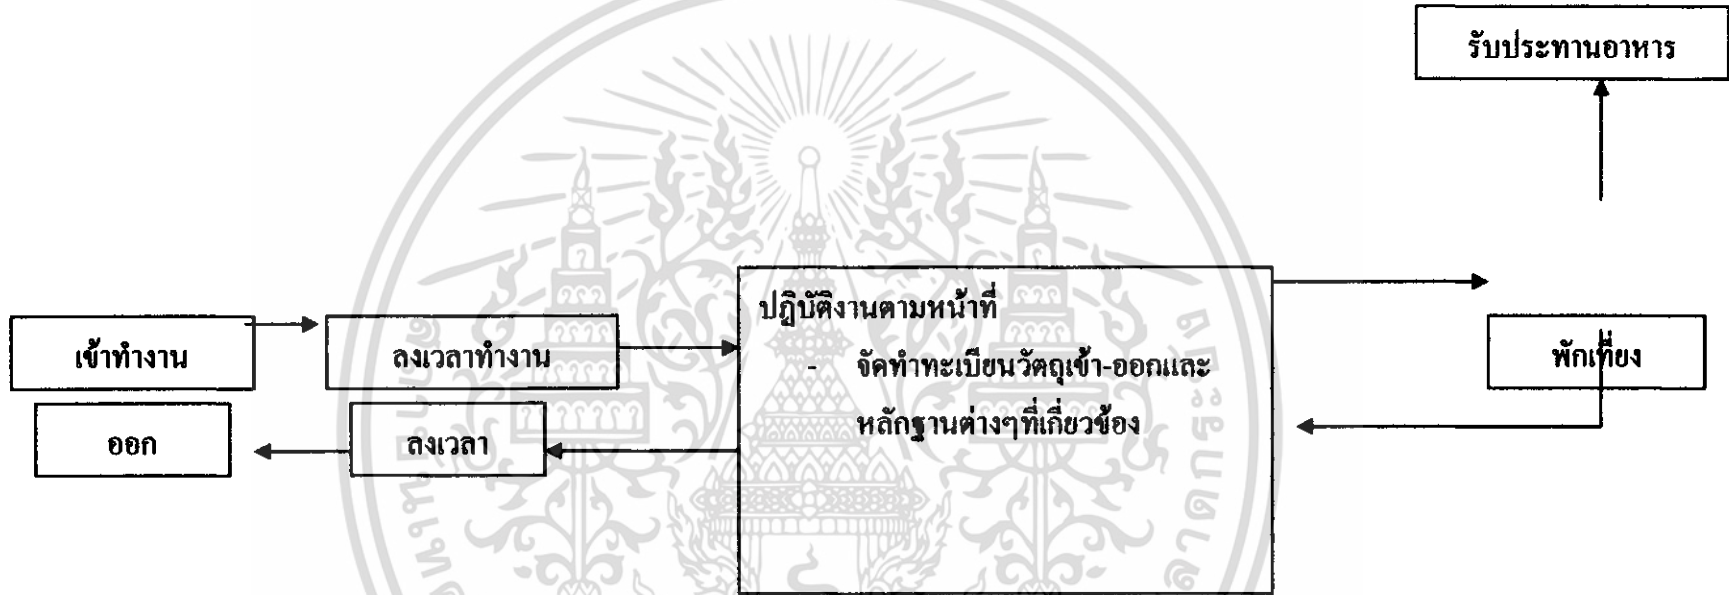 รับประทานอาหาร
เข้าทำงาน
ลงเวลาทำงาน
ปฏิบัติงานตามหน้าที่
- จัดทำทะเบียนวัตถุเข้า-ออกและ
หลักฐานต่างๆที่เกี่ยวข้อง
พักเที่ยง
ออก
ลงเวลา